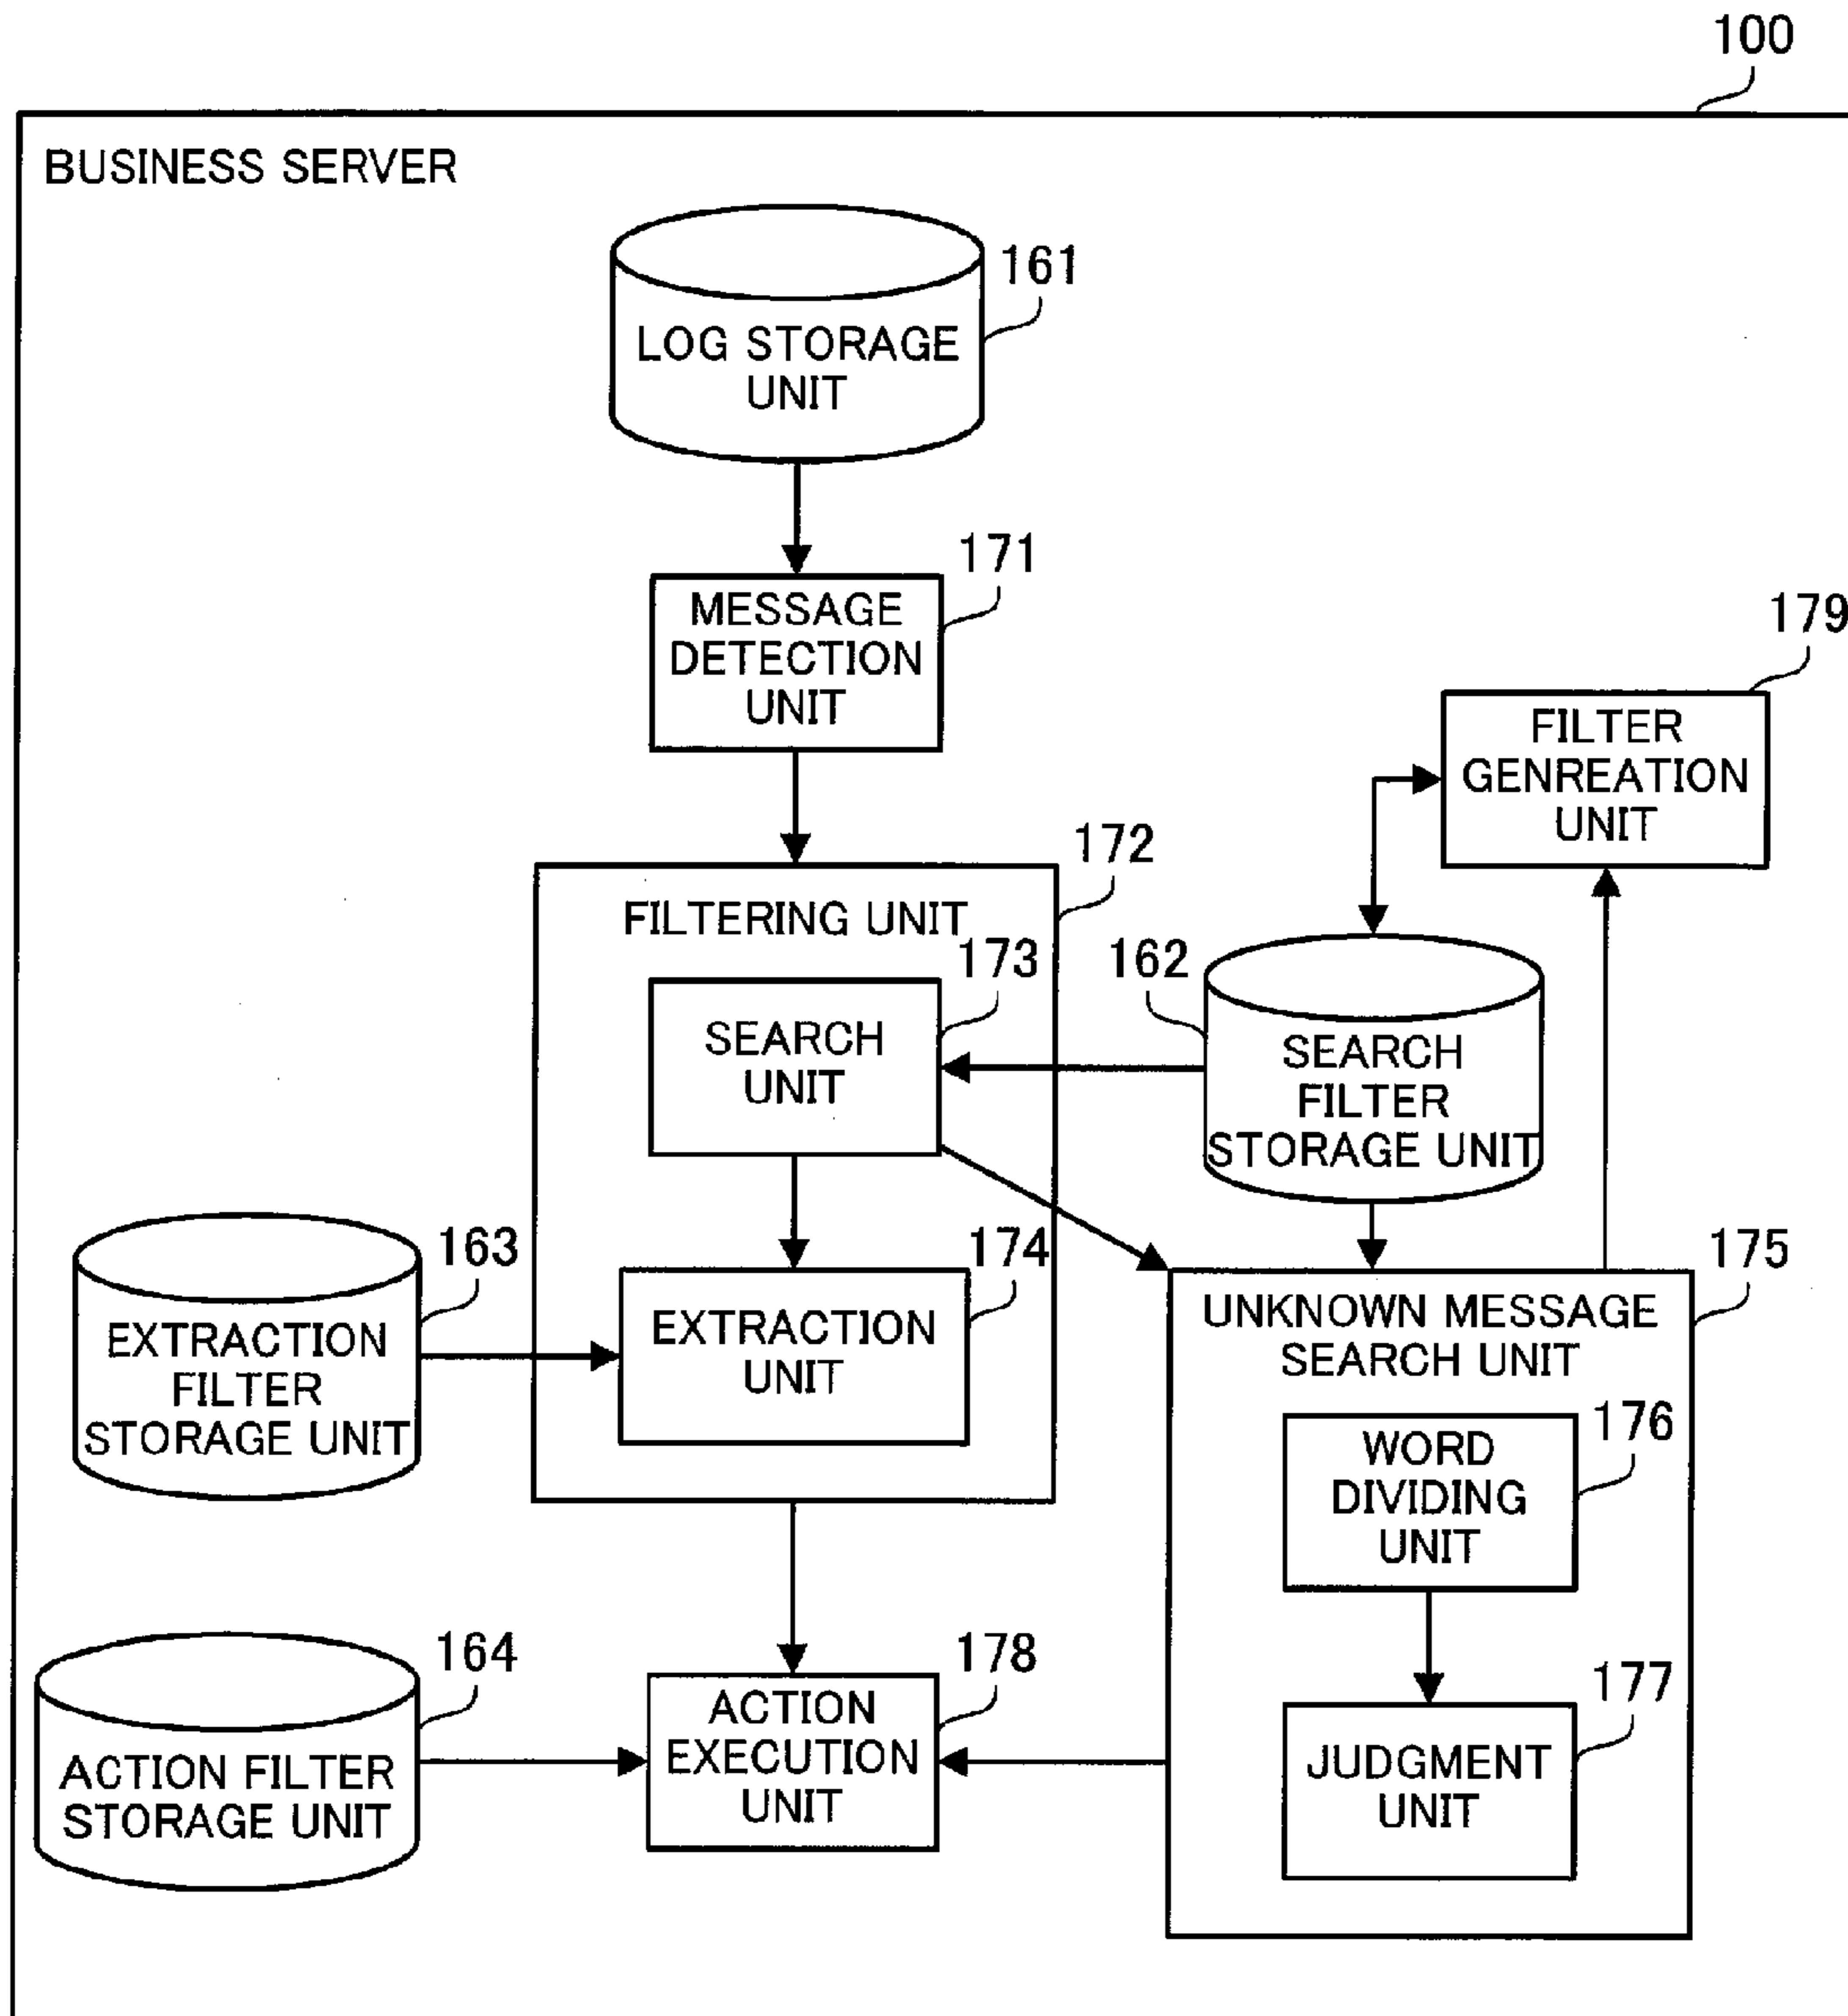 100
BUSINESS SERVER
161
LOG STORAGE
UNIT
171
MESSAGE
DETECTION
UNIT
179
FILTER
GENREATION
UNIT
172
FILTERING UNIT
173
SEARCH
UNIT
162
SEARCH
FILTER
STORAGE UNIT
163
EXTRACTION
FILTER
STORAGE UNIT
174
EXTRACTION
UNIT
175
UNKNOWN MESSAGE
SEARCH UNIT
176
WORD
DIVIDING
UNIT
164
ACTION FILTER
STORAGE UNIT
178
ACTION
EXECUTION
UNIT
177
JUDGMENT
UNIT